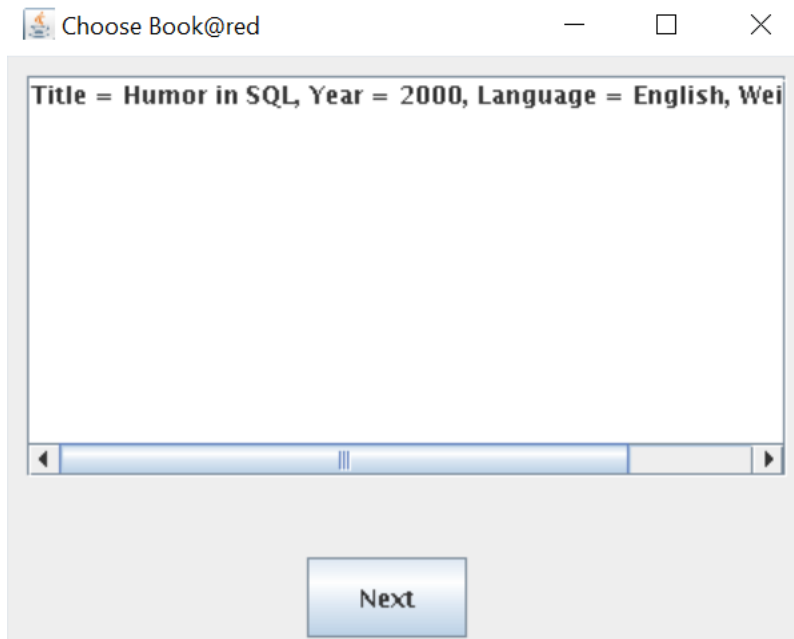 Choose Book@red
Title = Humor in SQL, Year = 2000, Language = English, Wei
Next